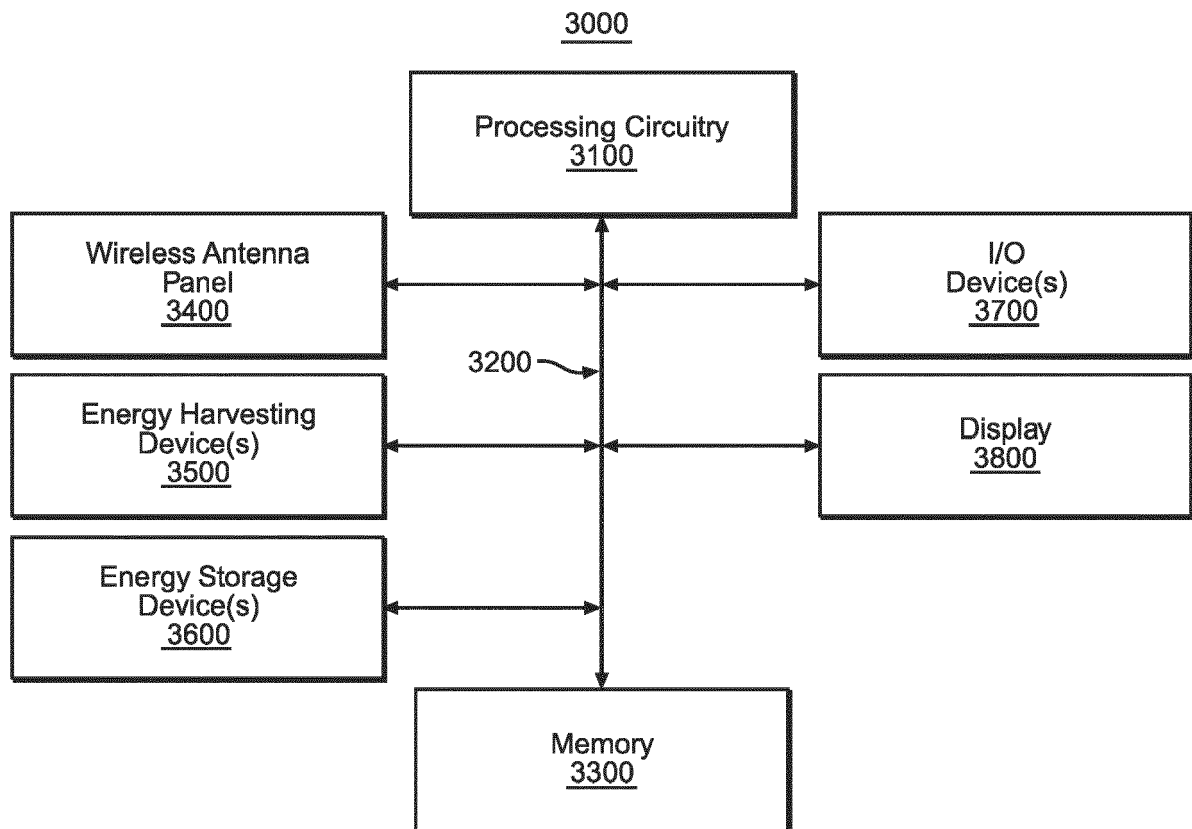 3000
Processing Circuitry
3100
Wireless Antenna
Panel
3400
I/O
Device(s)
3700
3200
Energy Harvesting
Device(s)
3500
Display
3800
Energy Storage
Device(s)
3600
Memory
3300